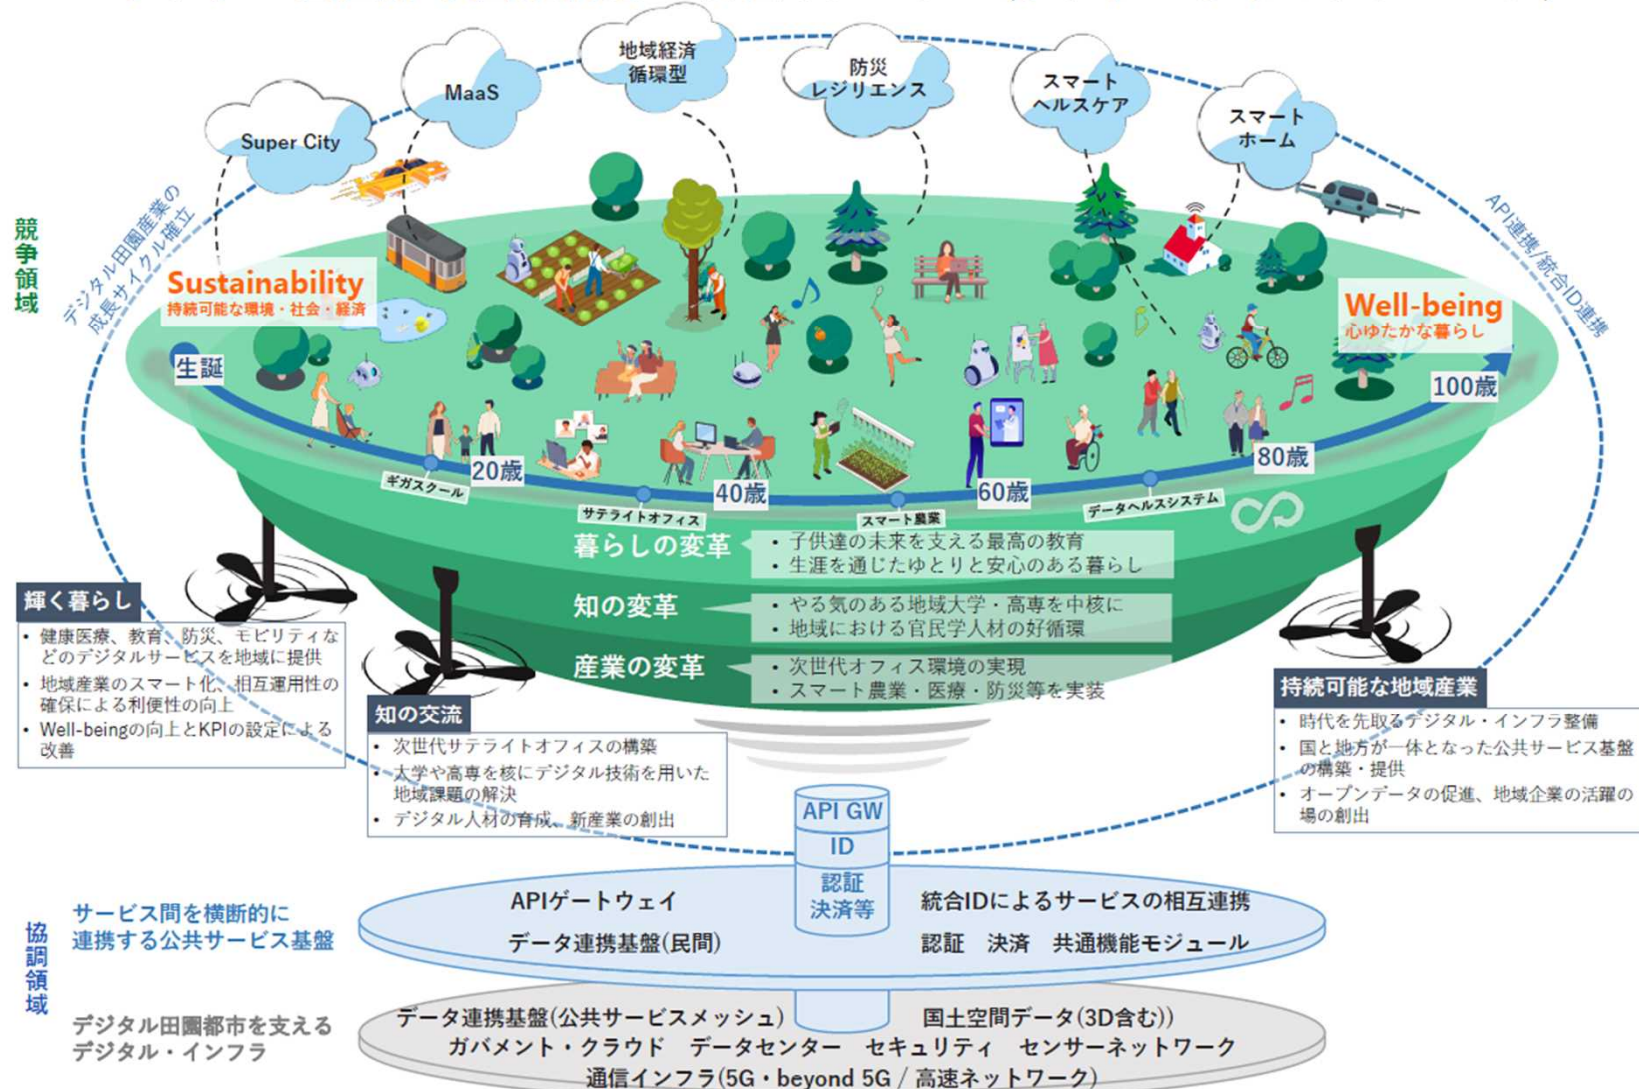 地域経済
循環型
MaaS
防災
レジリエンス
スマート
ヘルスケア
スマート
ホーム
Super City
デジタル田園産業の
成長サイクル確立
API連携/統合ID連携
競争領域
Sustainability
持続可能な環境・社会・経済
Well-being
心ゆたかな暮らし
生誕
20歳
40歳
60歳
80歳
100歳
ギガスクール
サテライトオフィス
スマート農業
データヘルスシステム
暮らしの変革
• 子供達の未来を支える最高の教育
• 生涯を通じたゆとりと安心のある暮らし
知の変革
• やる気のある地域大学・高専を中核に
• 地域における官民学人材の好循環
産業の変革
• 次世代オフィス環境の実現
• スマート農業・医療・防災等を実装
輝く暮らし
• 健康医療、教育、防災、モビリティな
どのデジタルサービスを地域に提供
• 地域産業のスマート化、相互運用性の
確保による利便性の向上
• Well-beingの向上とKPIの設定による
改善
知の交流
• 次世代サテライトオフィスの構築
• 大学や高専を核にデジタル技術を用いた
地域課題の解決
• デジタル人材の育成、新産業の創出
持続可能な地域産業
• 時代を先取るデジタル・インフラ整備
• 国と地方が一体となった公共サービス基盤
の構築・提供
• オープンデータの促進、地域企業の活躍の
場の創出
API GW
ID
認証
決済等
協調領域
サービス間を横断的に
連携する公共サービス基盤
APIゲートウェイ
統合IDによるサービスの相互連携
データ連携基盤(民間)
認証 決済 共通機能モジュール
デジタル田園都市を支える
デジタル・インフラ
データ連携基盤(公共サービスメッシュ)
国土空間データ(3D含む))
ガバメント・クラウド データセンター セキュリティ センサーネットワーク
通信インフラ(5G・beyond 5G / 高速ネットワーク)